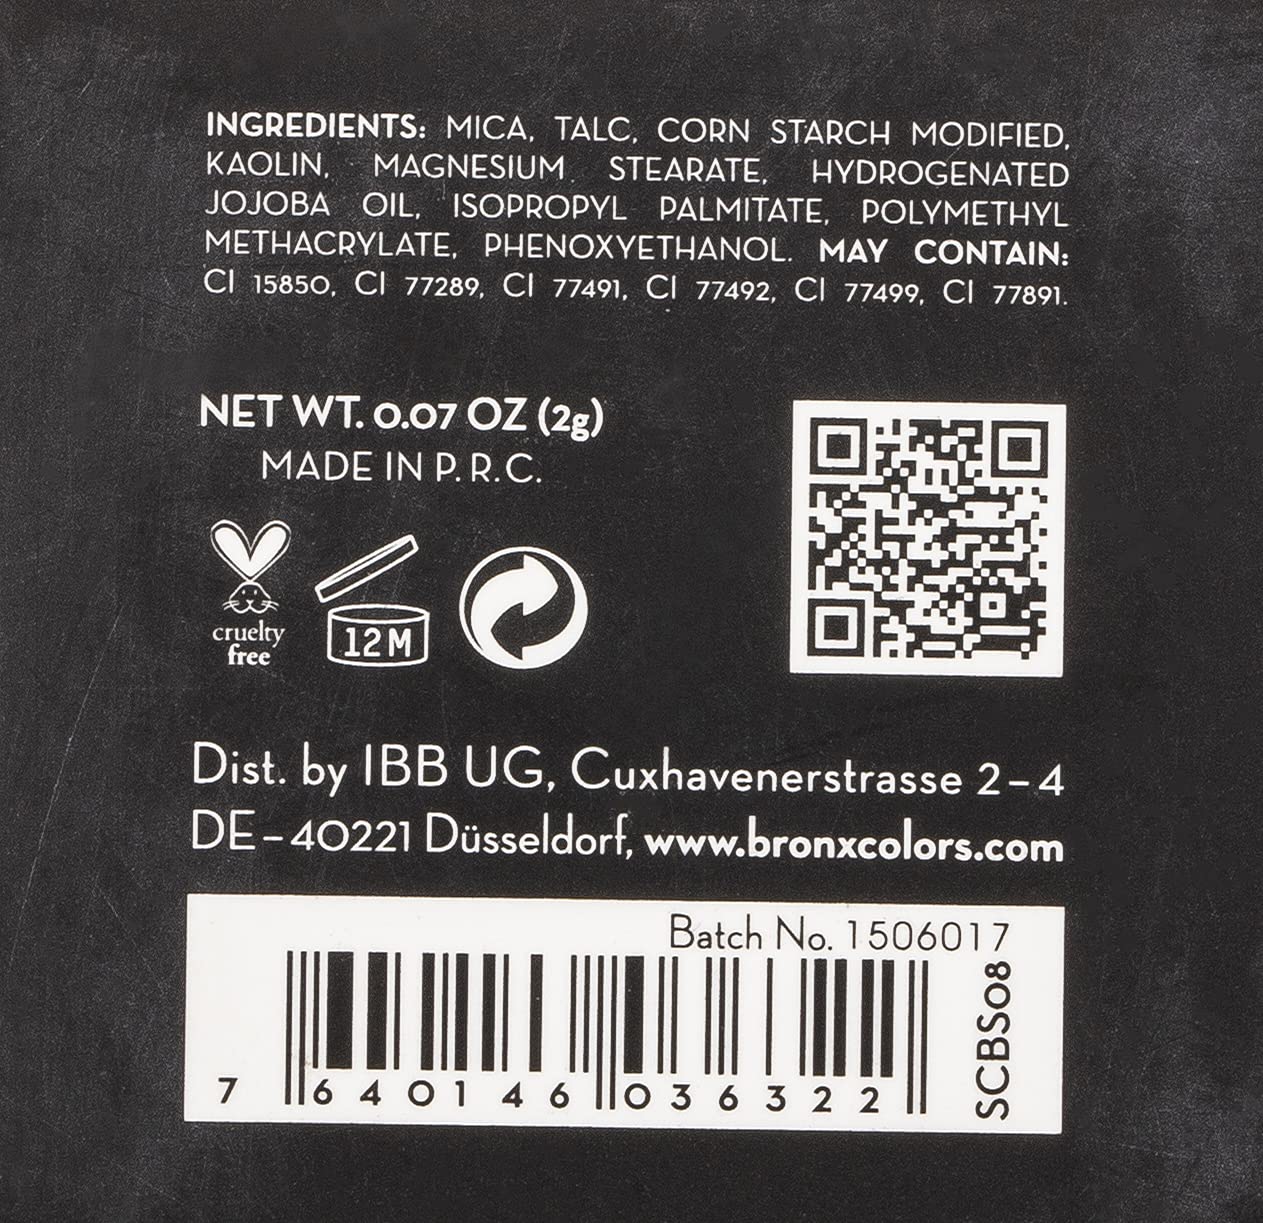 INGREDIENTS: MICA, TALC, CORN STARCH MODIFIED,
KAOLIN, MAGNESIUM STEARATE, HYDROGENATED
JOJOBA OIL, ISOPROPYL PALMITATE, POLYMETHYL
METHACRYLATE, PHENOXYETHANOL. MAY CONTAIN:
CI 15850, CI 77289, CI 77491, CI 77492, CI 77499, CI 77891.
NET WT. 0.07 OZ (2g)
MADE IN P. R. C.
cruelty
free
12M
Dist. by IBB UG, Cuxhavenerstrasse 2 – 4
DE – 40221 Düsseldorf, www.bronxcolors.com
Batch No. 1506017
7 640146 036322
SCBS08